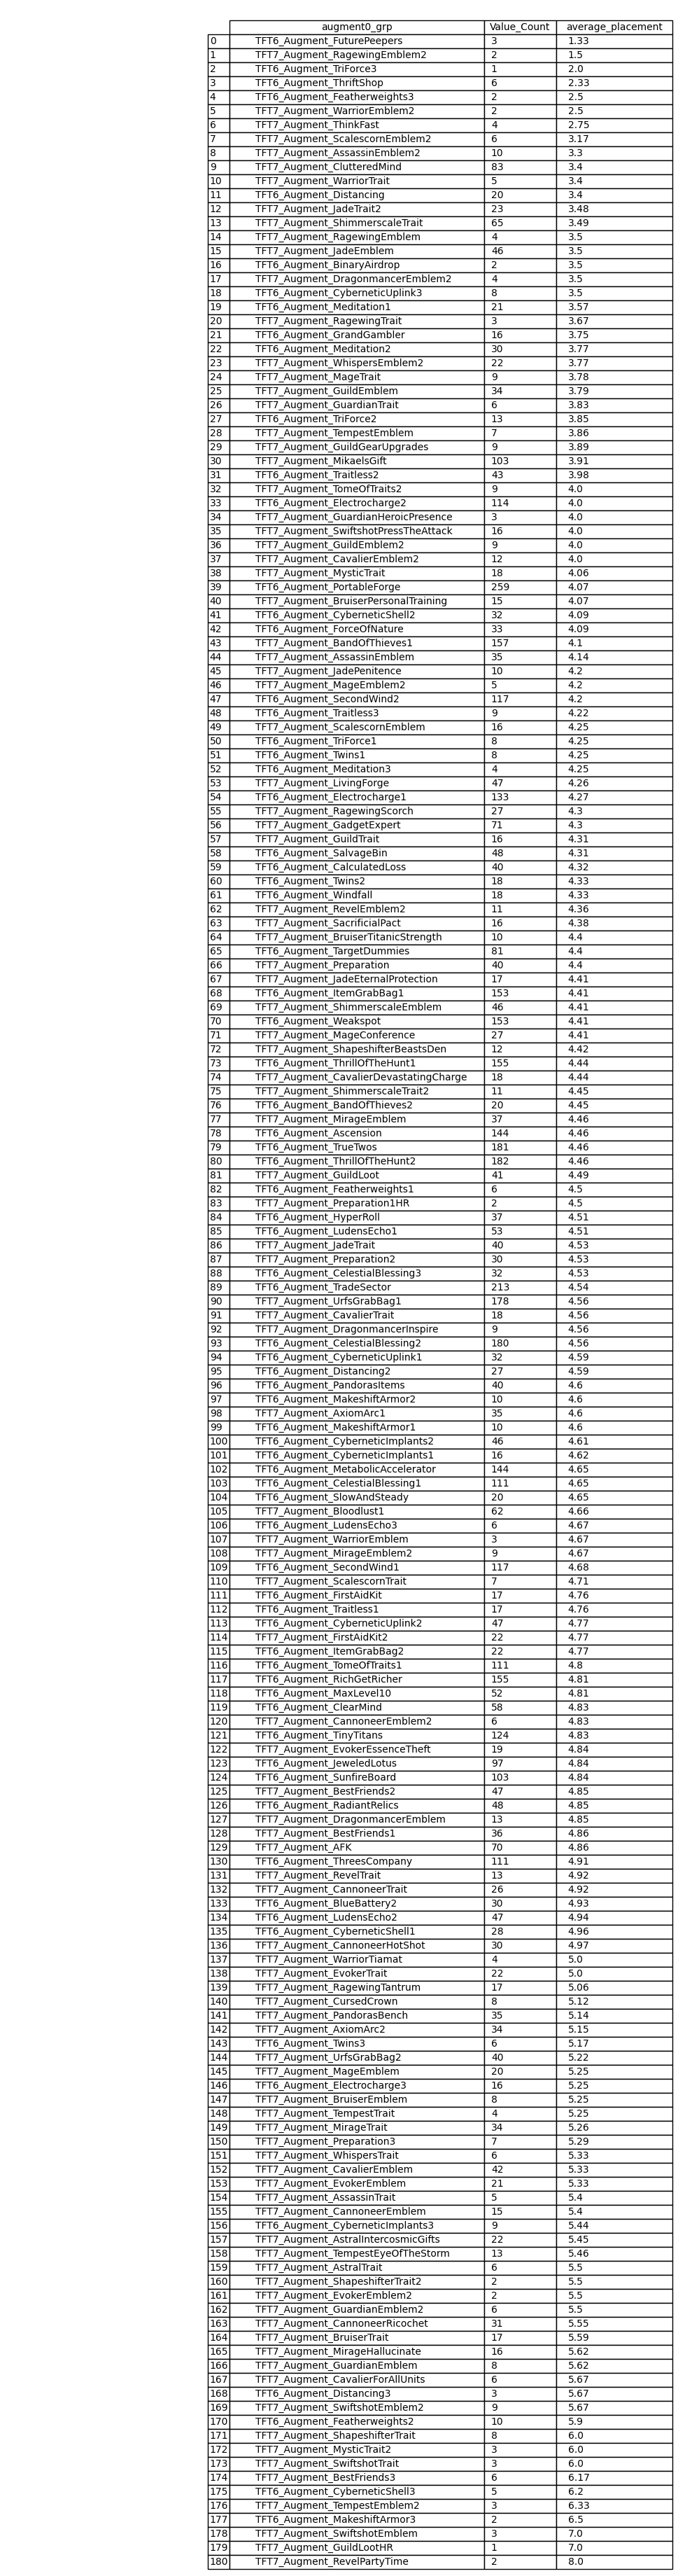 augment0_grp Value_Count average_placement
0 TFT6_Augment_FuturePeepers 3 1.33
1 TFT7_Augment_RagewingEmblem2 2 1.5
2 TFT6_Augment_TriForce3 1 2.0
3 TFT6_Augment_ThriftShop 6 2.33
4 TFT6_Augment_Featherweights3 2 2.5
5 TFT7_Augment_WarriorEmblem2 2 2.5
6 TFT7_Augment_ThinkFast 4 2.75
7 TFT7_Augment_ScalescornEmblem2 6 3.17
8 TFT7_Augment_AssassinEmblem2 10 3.3
9 TFT7_Augment_ClutteredMind 83 3.4
10 TFT7_Augment_WarriorTrait 5 3.4
11 TFT6_Augment_Distancing 20 3.4
12 TFT7_Augment_JadeTrait2 23 3.48
13 TFT7_Augment_ShimmerscaleTrait 65 3.49
14 TFT7_Augment_RagewingEmblem 4 3.5
15 TFT7_Augment_JadeEmblem 46 3.5
16 TFT6_Augment_BinaryAirdrop 2 3.5
17 TFT7_Augment_DragonmancerEmblem2 4 3.5
18 TFT6_Augment_CyberneticUplink3 8 3.5
19 TFT6_Augment_Meditation1 21 3.57
20 TFT7_Augment_RagewingTrait 3 3.67
21 TFT6_Augment_GrandGambler 16 3.75
22 TFT6_Augment_Meditation2 30 3.77
23 TFT7_Augment_WhispersEmblem2 22 3.77
24 TFT7_Augment_MageTrait 9 3.78
25 TFT7_Augment_GuildEmblem 34 3.79
26 TFT7_Augment_GuardianTrait 6 3.83
27 TFT6_Augment_TriForce2 13 3.85
28 TFT7_Augment_TempestEmblem 7 3.86
29 TFT7_Augment_GuildGearUpgrades 9 3.89
30 TFT7_Augment_MikaelsGift 103 3.91
31 TFT6_Augment_Traitless2 43 3.98
32 TFT7_Augment_TomeOfTraits2 9 4.0
33 TFT6_Augment_Electrocharge2 114 4.0
34 TFT7_Augment_GuardianHeroicPresence 3 4.0
35 TFT7_Augment_SwiftshotPressTheAttack 16 4.0
36 TFT7_Augment_GuildEmblem2 9 4.0
37 TFT7_Augment_CavalierEmblem2 12 4.0
38 TFT7_Augment_MysticTrait 18 4.06
39 TFT6_Augment_PortableForge 259 4.07
40 TFT7_Augment_BruiserPersonalTraining 15 4.07
41 TFT6_Augment_CyberneticShell2 32 4.09
42 TFT6_Augment_ForceOfNature 33 4.09
43 TFT7_Augment_BandOfThieves1 157 4.1
44 TFT7_Augment_AssassinEmblem 35 4.14
45 TFT7_Augment_JadePenitence 10 4.2
46 TFT7_Augment_MageEmblem2 5 4.2
47 TFT6_Augment_SecondWind2 117 4.2
48 TFT6_Augment_Traitless3 9 4.22
49 TFT7_Augment_ScalescornEmblem 16 4.25
50 TFT6_Augment_TriForce1 8 4.25
51 TFT6_Augment_Twins1 8 4.25
52 TFT6_Augment_Meditation3 4 4.25
53 TFT7_Augment_LivingForge 47 4.26
54 TFT6_Augment_Electrocharge1 133 4.27
55 TFT7_Augment_RagewingScorch 27 4.3
56 TFT7_Augment_GadgetExpert 71 4.3
57 TFT7_Augment_GuildTrait 16 4.31
58 TFT6_Augment_SalvageBin 48 4.31
59 TFT6_Augment_CalculatedLoss 40 4.32
60 TFT6_Augment_Twins2 18 4.33
61 TFT6_Augment_Windfall 18 4.33
62 TFT7_Augment_RevelEmblem2 11 4.36
63 TFT7_Augment_SacrificialPact 16 4.38
64 TFT7_Augment_BruiserTitanicStrength 10 4.4
65 TFT6_Augment_TargetDummies 81 4.4
66 TFT7_Augment_Preparation 40 4.4
67 TFT7_Augment_JadeEternalProtection 17 4.41
68 TFT6_Augment_ItemGrabBag1 153 4.41
69 TFT7_Augment_ShimmerscaleEmblem 46 4.41
70 TFT6_Augment_Weakspot 153 4.41
71 TFT7_Augment_MageConference 27 4.41
72 TFT7_Augment_ShapeshifterBeastsDen 12 4.42
73 TFT6_Augment_ThrillOfTheHunt1 155 4.44
74 TFT7_Augment_CavalierDevastatingCharge 18 4.44
75 TFT7_Augment_ShimmerscaleTrait2 11 4.45
76 TFT7_Augment_BandOfThieves2 20 4.45
77 TFT7_Augment_MirageEmblem 37 4.46
78 TFT6_Augment_Ascension 144 4.46
79 TFT6_Augment_TrueTwos 181 4.46
80 TFT6_Augment_ThrillOfTheHunt2 182 4.46
81 TFT7_Augment_GuildLoot 41 4.49
82 TFT6_Augment_Featherweights1 6 4.5
83 TFT7_Augment_Preparation1HR 2 4.5
84 TFT6_Augment_HyperRoll 37 4.51
85 TFT6_Augment_LudensEcho1 53 4.51
86 TFT7_Augment_JadeTrait 40 4.53
87 TFT7_Augment_Preparation2 30 4.53
88 TFT6_Augment_CelestialBlessing3 32 4.53
89 TFT6_Augment_TradeSector 213 4.54
90 TFT7_Augment_UrfsGrabBag1 178 4.56
91 TFT7_Augment_CavalierTrait 18 4.56
92 TFT7_Augment_DragonmancerInspire 9 4.56
93 TFT6_Augment_CelestialBlessing2 180 4.56
94 TFT6_Augment_CyberneticUplink1 32 4.59
95 TFT6_Augment_Distancing2 27 4.59
96 TFT6_Augment_PandorasItems 40 4.6
97 TFT6_Augment_MakeshiftArmor2 10 4.6
98 TFT7_Augment_AxiomArc1 35 4.6
99 TFT6_Augment_MakeshiftArmor1 10 4.6
100 TFT6_Augment_CyberneticImplants2 46 4.61
101 TFT6_Augment_CyberneticImplants1 16 4.62
102 TFT6_Augment_MetabolicAccelerator 144 4.65
103 TFT6_Augment_CelestialBlessing1 111 4.65
104 TFT6_Augment_SlowAndSteady 20 4.65
105 TFT7_Augment_Bloodlust1 62 4.66
106 TFT6_Augment_LudensEcho3 6 4.67
107 TFT7_Augment_WarriorEmblem 3 4.67
108 TFT7_Augment_MirageEmblem2 9 4.67
109 TFT6_Augment_SecondWind1 117 4.68
110 TFT7_Augment_ScalescornTrait 7 4.71
111 TFT6_Augment_FirstAidKit 17 4.76
112 TFT6_Augment_Traitless1 17 4.76
113 TFT6_Augment_CyberneticUplink2 47 4.77
114 TFT7_Augment_FirstAidKit2 22 4.77
115 TFT6_Augment_ItemGrabBag2 22 4.77
116 TFT6_Augment_TomeOfTraits1 111 4.8
117 TFT6_Augment_RichGetRicher 155 4.81
118 TFT6_Augment_MaxLevel10 52 4.81
119 TFT6_Augment_ClearMind 58 4.83
120 TFT7_Augment_CannoneerEmblem2 6 4.83
121 TFT6_Augment_TinyTitans 124 4.83
122 TFT7_Augment_EvokerEssenceTheft 19 4.84
123 TFT6_Augment_JeweledLotus 97 4.84
124 TFT6_Augment_SunfireBoard 103 4.84
125 TFT7_Augment_BestFriends2 47 4.85
126 TFT6_Augment_RadiantRelics 48 4.85
127 TFT7_Augment_DragonmancerEmblem 13 4.85
128 TFT7_Augment_BestFriends1 36 4.86
129 TFT7_Augment_AFK 70 4.86
130 TFT6_Augment_ThreesCompany 111 4.91
131 TFT7_Augment_RevelTrait 13 4.92
132 TFT7_Augment_CannoneerTrait 26 4.92
133 TFT6_Augment_BlueBattery2 30 4.93
134 TFT6_Augment_LudensEcho2 47 4.94
135 TFT6_Augment_CyberneticShell1 28 4.96
136 TFT7_Augment_CannoneerHotShot 30 4.97
137 TFT7_Augment_WarriorTiamat 4 5.0
138 TFT7_Augment_EvokerTrait 22 5.0
139 TFT7_Augment_RagewingTantrum 17 5.06
140 TFT7_Augment_CursedCrown 8 5.12
141 TFT7_Augment_PandorasBench 35 5.14
142 TFT7_Augment_AxiomArc2 34 5.15
143 TFT6_Augment_Twins3 6 5.17
144 TFT7_Augment_UrfsGrabBag2 40 5.22
145 TFT7_Augment_MageEmblem 20 5.25
146 TFT6_Augment_Electrocharge3 16 5.25
147 TFT7_Augment_BruiserEmblem 8 5.25
148 TFT7_Augment_TempestTrait 4 5.25
149 TFT7_Augment_MirageTrait 34 5.26
150 TFT7_Augment_Preparation3 7 5.29
151 TFT7_Augment_WhispersTrait 6 5.33
152 TFT7_Augment_CavalierEmblem 42 5.33
153 TFT7_Augment_EvokerEmblem 21 5.33
154 TFT7_Augment_AssassinTrait 5 5.4
155 TFT7_Augment_CannoneerEmblem 15 5.4
156 TFT6_Augment_CyberneticImplants3 9 5.44
157 TFT7_Augment_AstralIntercosmicGifts 22 5.45
158 TFT7_Augment_TempestEyeOfTheStorm 13 5.46
159 TFT7_Augment_AstralTrait 6 5.5
160 TFT7_Augment_ShapeshifterTrait2 2 5.5
161 TFT7_Augment_EvokerEmblem2 2 5.5
162 TFT7_Augment_GuardianEmblem2 6 5.5
163 TFT7_Augment_CannoneerRicochet 31 5.55
164 TFT7_Augment_BruiserTrait 17 5.59
165 TFT7_Augment_MirageHallucinate 16 5.62
166 TFT7_Augment_GuardianEmblem 8 5.62
167 TFT7_Augment_CavalierForAllUnits 6 5.67
168 TFT6_Augment_Distancing3 3 5.67
169 TFT7_Augment_SwiftshotEmblem2 9 5.67
170 TFT6_Augment_Featherweights2 10 5.9
171 TFT7_Augment_ShapeshifterTrait 8 6.0
172 TFT7_Augment_MysticTrait2 3 6.0
173 TFT7_Augment_SwiftshotTrait 3 6.0
174 TFT7_Augment_BestFriends3 6 6.17
175 TFT6_Augment_CyberneticShell3 5 6.2
176 TFT7_Augment_TempestEmblem2 3 6.33
177 TFT6_Augment_MakeshiftArmor3 2 6.5
178 TFT7_Augment_SwiftshotEmblem 3 7.0
179 TFT7_Augment_GuildLootHR 1 7.0
180 TFT7_Augment_RevelPartyTime 2 8.0